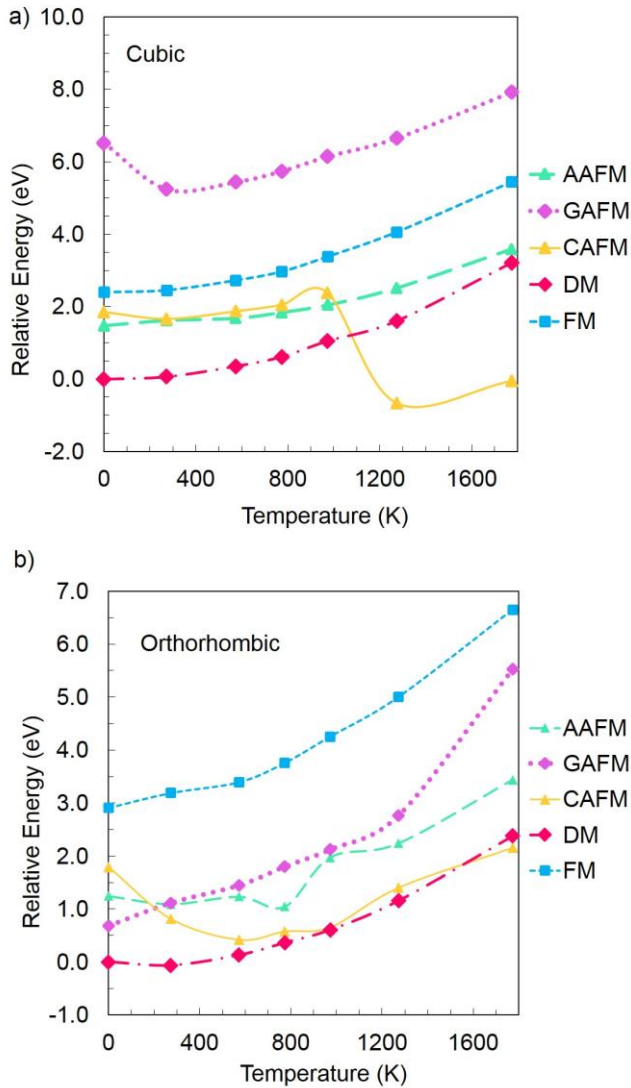 a)
10.0
Cubic
8.0
6.0
4.0
2.0
0.0
-2.0
Relative Energy (eV)
0 400 800 1200 1600
Temperature (K)
AAFM
GAFM
CAFM
DM
FM
b)
7.0
Orthorhombic
6.0
5.0
4.0
3.0
2.0
1.0
0.0
-1.0
Relative Energy (eV)
0 400 800 1200 1600
Temperature (K)
AAFM
GAFM
CAFM
DM
FM